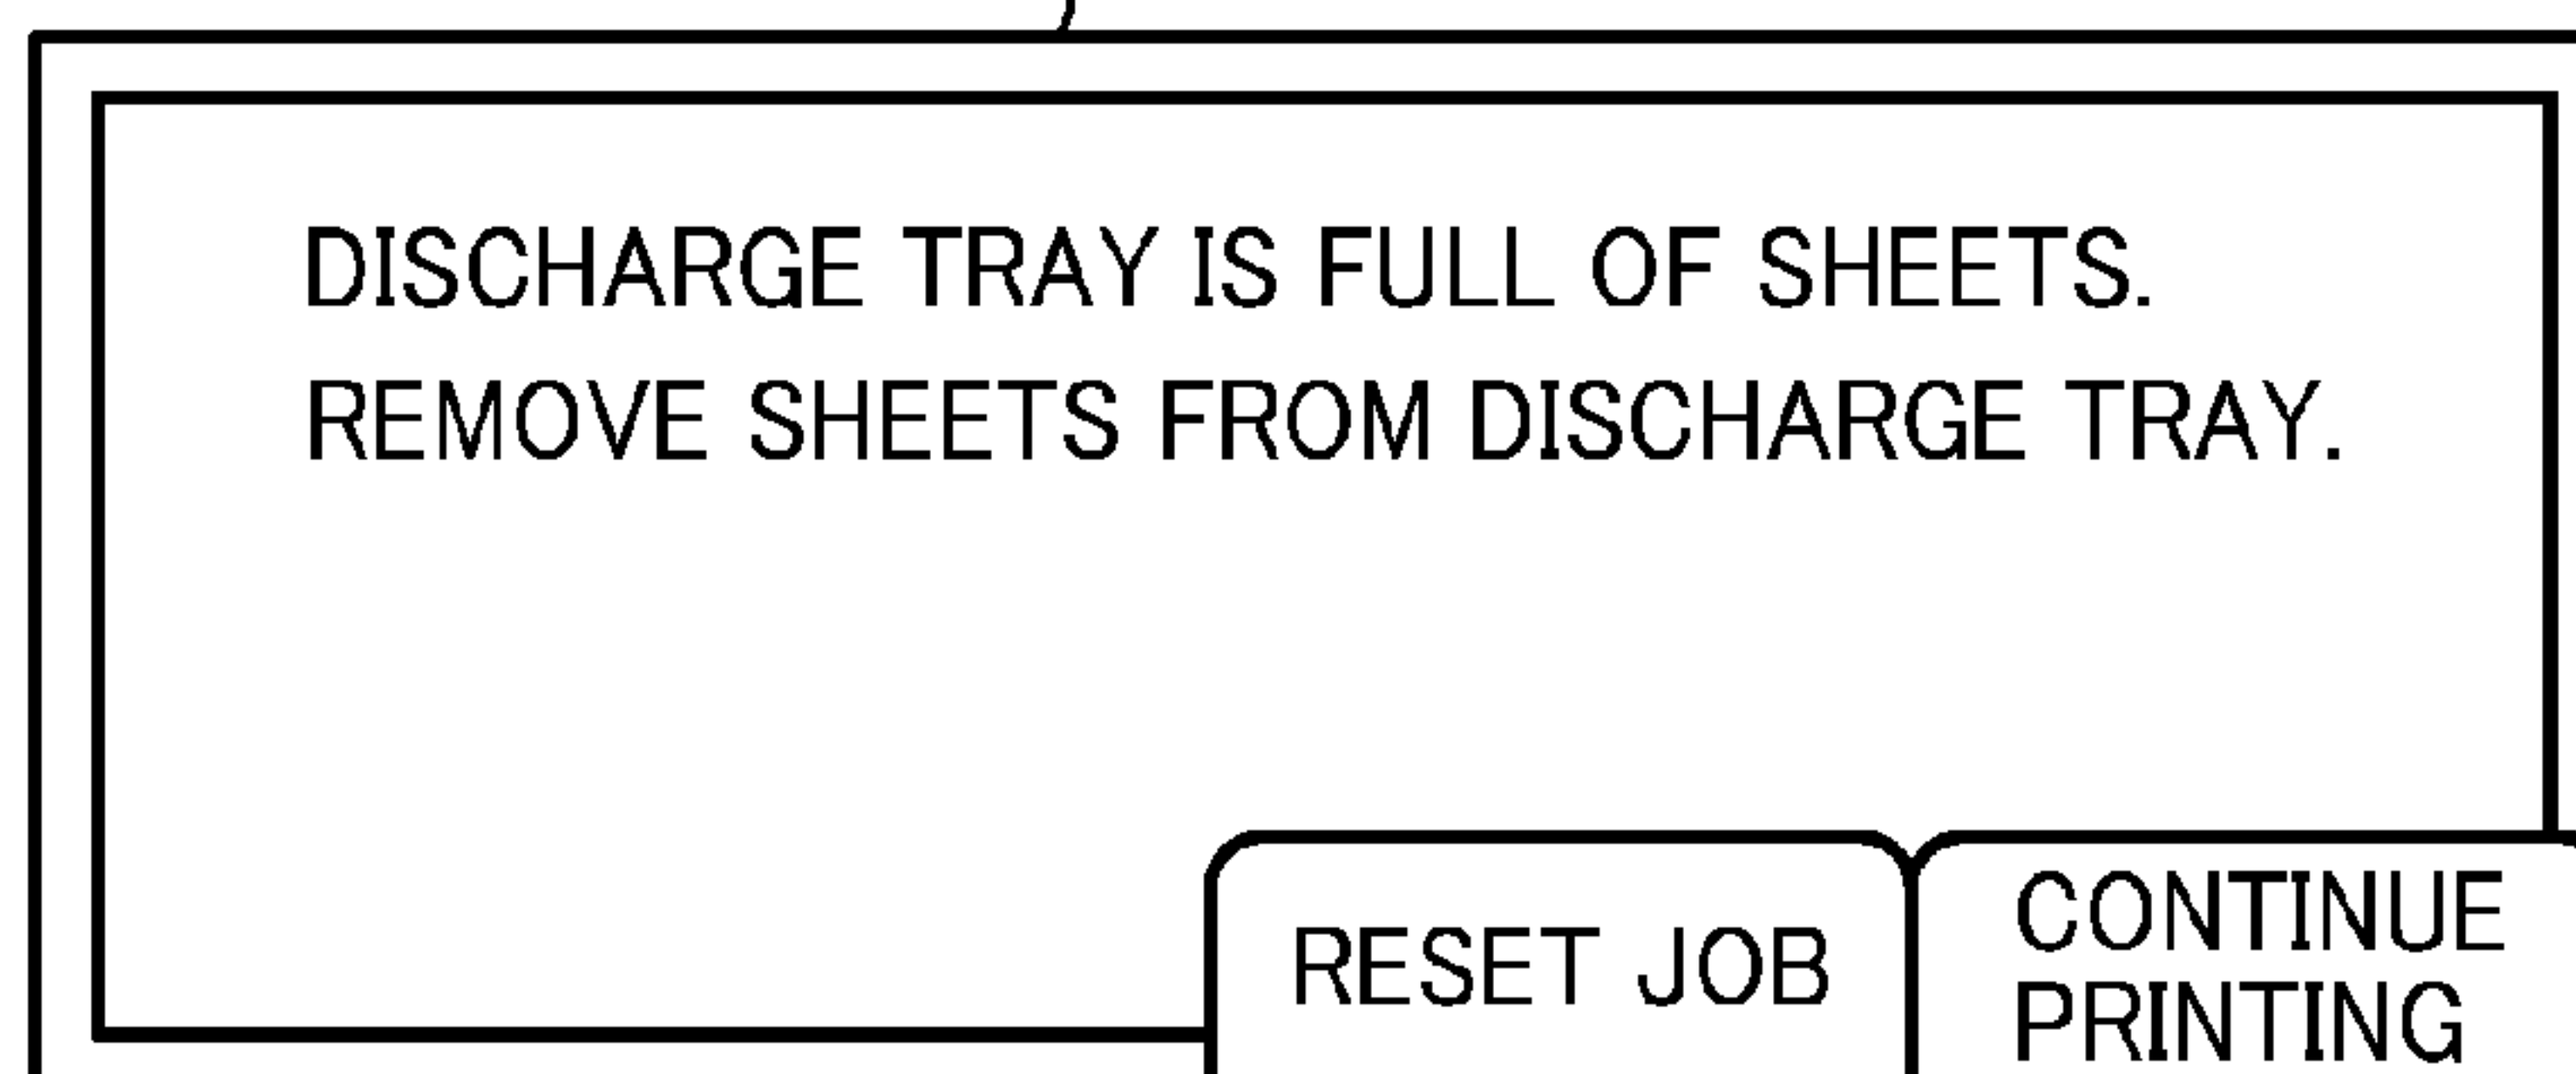 DISCHARGE TRAY IS FULL OF SHEETS.
REMOVE SHEETS FROM DISCHARGE TRAY.
RESET JOB
CONTINUE
PRINTING